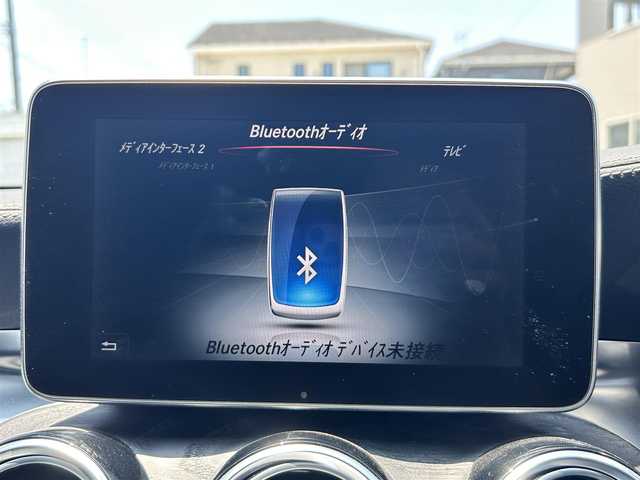 Bluetoothオーディオ
メディアインターフェース 2
テレビ
メディアインターフェース 1
メディア
Bluetoothオーディオ デバイス未接続